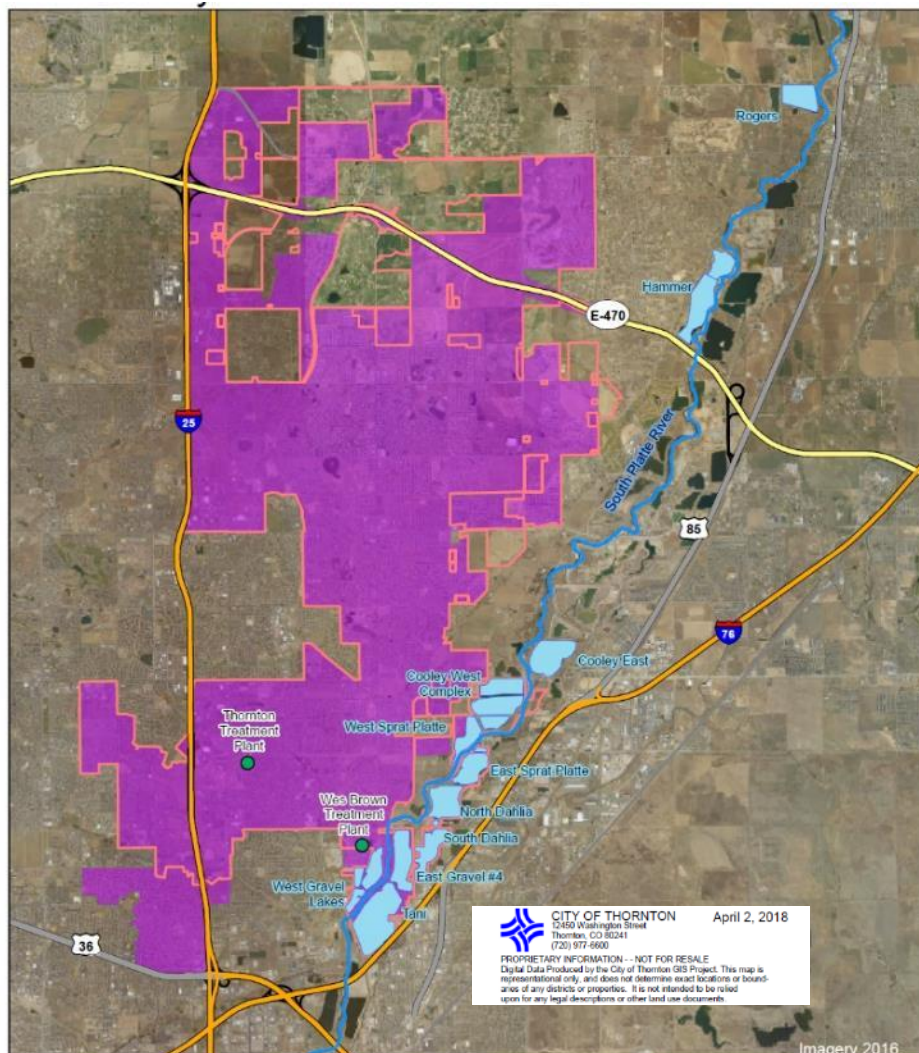 Rogers
Hammer
E-470
25
South Platte River
85
76
Cooley East
Cooley West
Complex
Thornton
Treatment
Plant
West Sprat Platte
East Sprat Platte
Wes Brown
Treatment
Plant
North Dahlia
South Dahlia
East Gravel #4
West Gravel
Lakes
Tani
36
CITY OF THORNTON
12450 Washington Street
Thornton, CO 80241
(720) 977-6600
April 2, 2018
PROPRIETARY INFORMATION - - NOT FOR RESALE
Digital Data Produced by the City of Thornton GIS Project. This map is
representational only, and does not determine exact locations or bound-
aries of any districts or properties. It is not intended to be relied
upon for any legal descriptions or other land use documents.
Imagery 2016